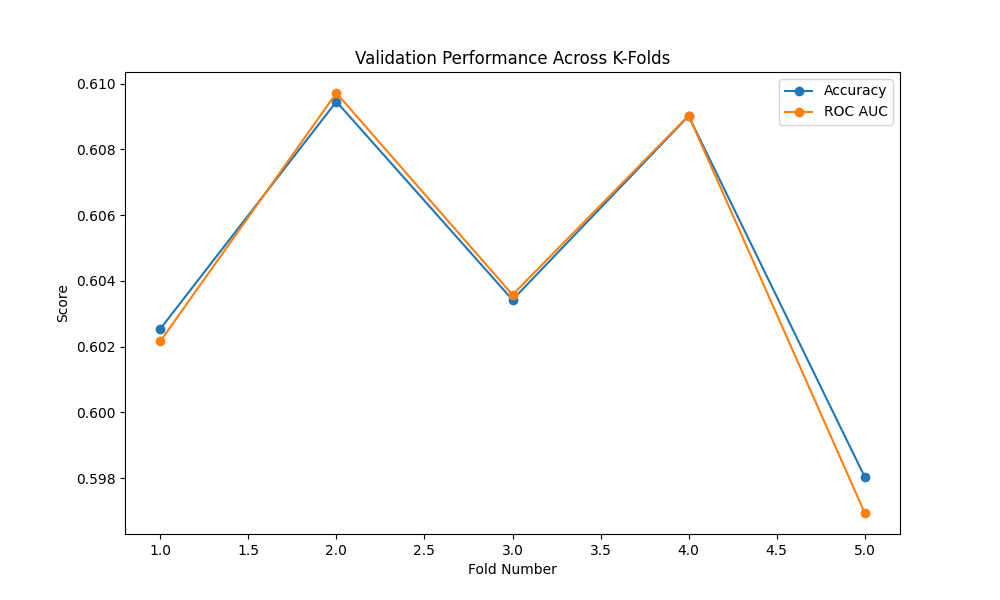 Validation Performance Across K-Folds
Accuracy
ROC AUC
0.610
0.608
0.606
0.604
0.602
0.600
0.598
Score
1.0 1.5 2.0 2.5 3.0 3.5 4.0 4.5 5.0
Fold Number